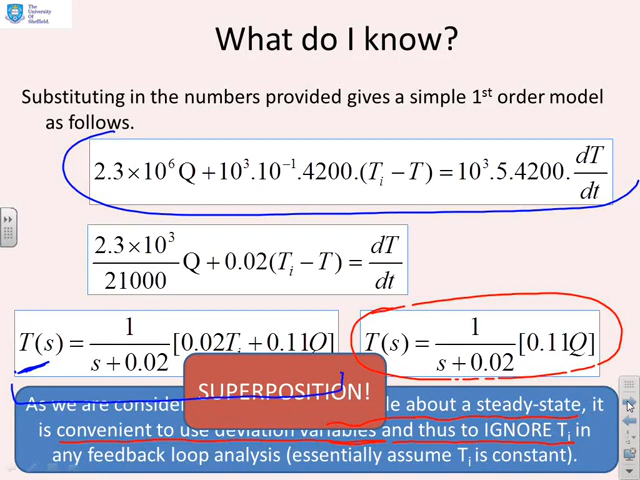 The
University
Of
Sheffield.
What do I know?
Substituting in the numbers provided gives a simple 1st order model
as follows.
2.3×10⁶ Q + 10³.10⁻¹.4200.(Tᵢ − T) = 10³.5.4200. dT/dt
2.3×10³/21000 Q + 0.02(Tᵢ − T) = dT/dt
T(s) = 1/(s + 0.02) [0.02Tᵢ + 0.11Q] T(s) = 1/(s + 0.02) [0.11Q]
SUPERPOSITION!
As we are consider le about a steady-state, it
is convenient to use deviation variables and thus to IGNORE Tᵢ in
any feedback loop analysis (essentially assume Tᵢ is constant).